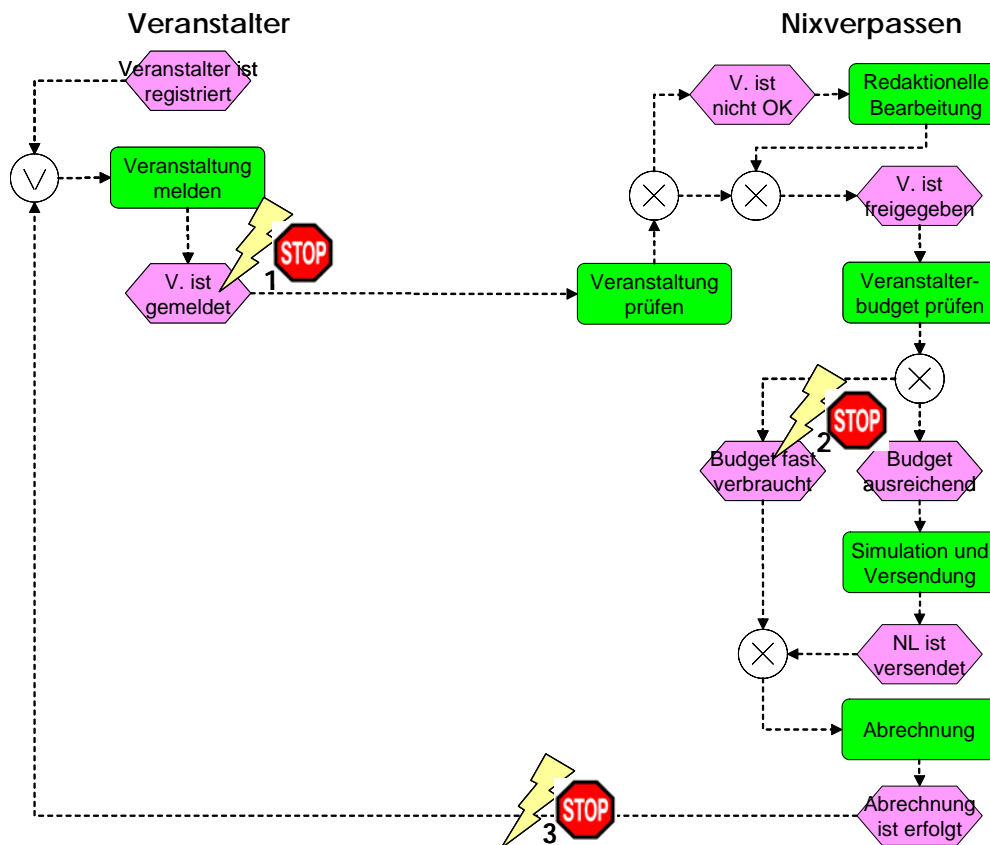 Veranstalter
Nixverpassen
Veranstalter ist
registriert
V. ist
nicht OK
Redaktionelle
Bearbeitung
Veranstaltung
melden
V. ist
freigegeben
STOP
1
V. ist
gemeldet
Veranstaltung
prüfen
Veranstalter-
budget prüfen
STOP
2
Budget fast
verbraucht
Budget
ausreichend
Simulation und
Versendung
NL ist
versendet
Abrechnung
STOP
3
Abrechnung
ist erfolgt